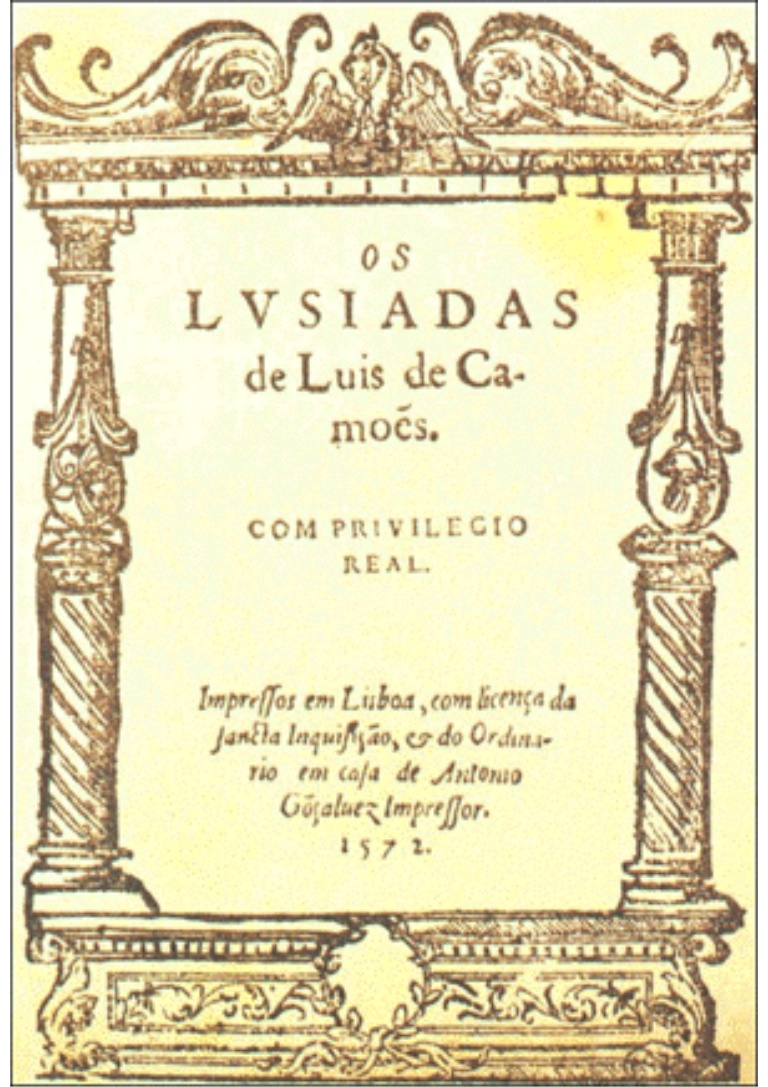 OS
LVSIADAS
de Luis de Ca-
moẽs.
COM PRIVILEGIO
REAL.
Impreſſos em Lisboa, com licença da
ſancta Inquiſição, & do Ordina-
rio em caſa de Antonio
Gõçaluez Impreſſor.
1572.